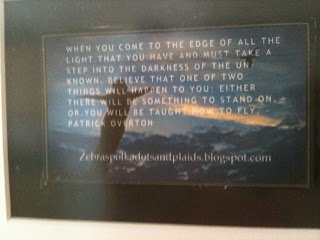 WHEN YOU COME TO THE EDGE OF ALL THE
LIGHT THAT YOU HAVE AND MUST TAKE A
STEP INTO THE DARKNESS OF THE UN-
KNOWN, BELIEVE THAT ONE OF TWO
THINGS WILL HAPPEN TO YOU: EITHER
THERE WILL BE SOMETHING TO STAND ON,
OR YOU WILL BE TAUGHT HOW TO FLY.
PATRICK OVERTON
Zebraspolkadotsandplaids.blogspot.com